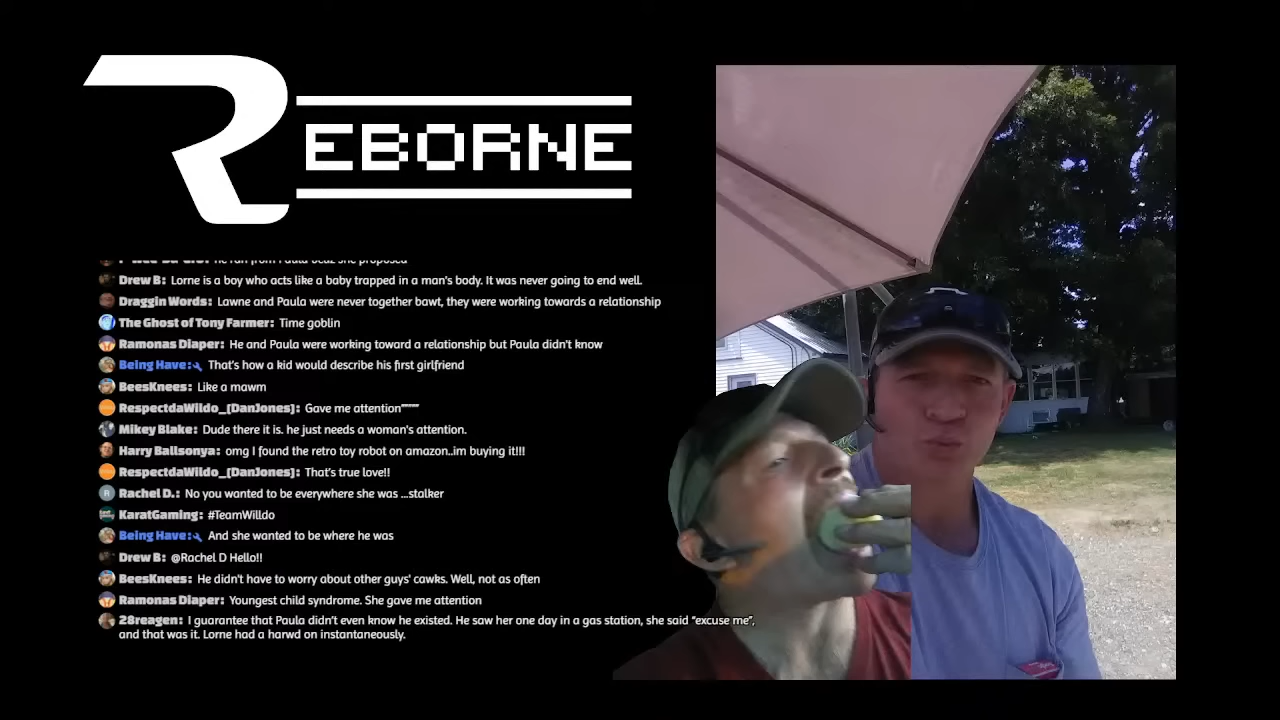 REBORNE
he ran from Paula beaz she proposed
Drew B: Lorne is a boy who acts like a baby trapped in a man's body. It was never going to end well.
Draggin Words: Lawne and Paula were never together bawt, they were working towards a relationship
The Ghost of Tony Farmer: Time goblin
Ramonas Diaper: He and Paula were working toward a relationship but Paula didn't know
Being Have: That's how a kid would describe his first girlfriend
BeesKnees: Like a mawm
RespectdaWildo_(DanJones): Gave me attention"""""
Mikey Blake: Dude there it is. he just needs a woman's attention.
Harry Ballsonya: omg I found the retro toy robot on amazon..im buying it!!!
RespectdaWildo_(DanJones): That's true love!!
R Rachel D.: No you wanted to be everywhere she was ...stalker
KaratGaming: #TeamWilldo
Being Have: And she wanted to be where he was
Drew B: @Rachel D Hello!!
BeesKnees: He didn't have to worry about other guys' cawks. Well, not as often
Ramonas Diaper: Youngest child syndrome. She gave me attention
28reagen: I guarantee that Paula didn't even know he existed. He saw her one day in a gas station, she said “excuse me”,
and that was it. Lorne had a harwd on instantaneously.